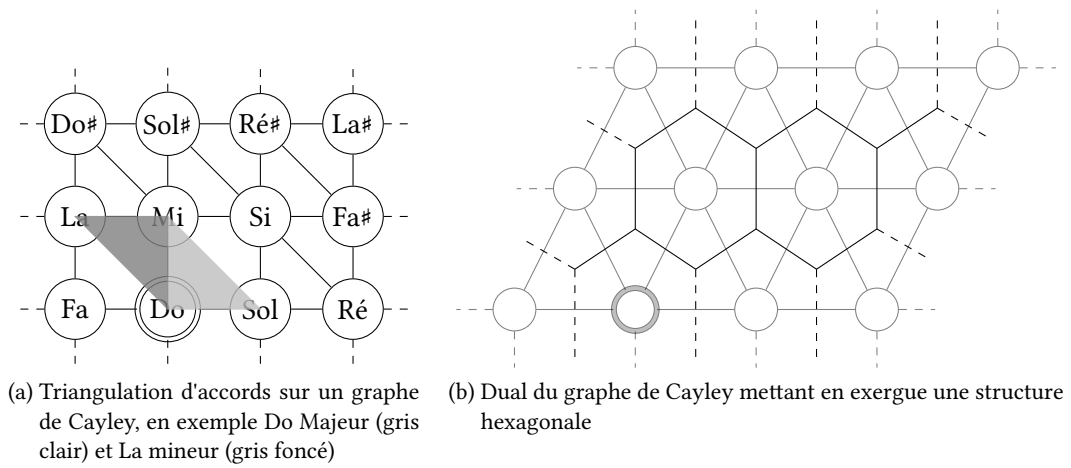 Do♯ Sol♯ Ré♯ La♯
La Mi Si Fa♯
Fa Do Sol Ré
(a) Triangulation d'accords sur un graphe
de Cayley, en exemple Do Majeur (gris
clair) et La mineur (gris foncé)
(b) Dual du graphe de Cayley mettant en exergue une structure
hexagonale